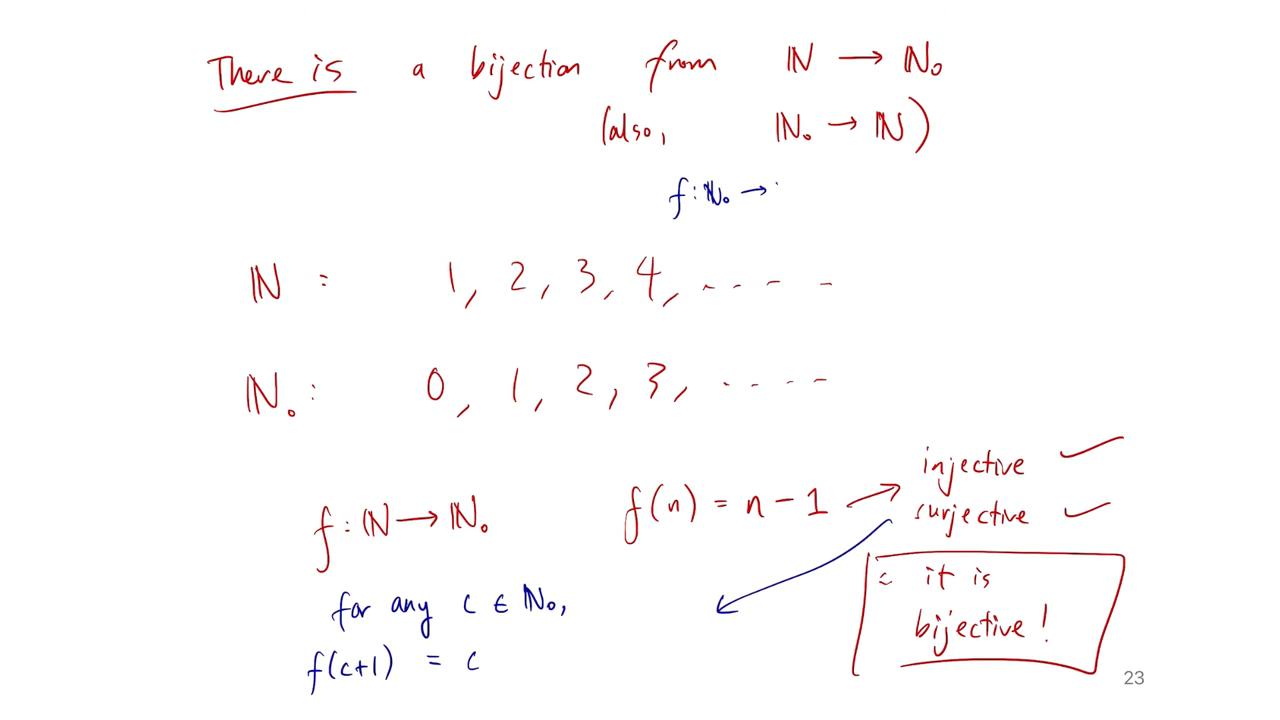 There is a bijection from ℕ → ℕ₀
(also, ℕ₀ → ℕ)
f : ℕ₀ →
ℕ : 1, 2, 3, 4, ....
ℕ₀ : 0, 1, 2, 3, ....
injective ✓
f : ℕ → ℕ₀ f(n) = n - 1 → surjective ✓
∴ it is
bijective !
for any c ∈ ℕ₀,
f(c+1) = c
23